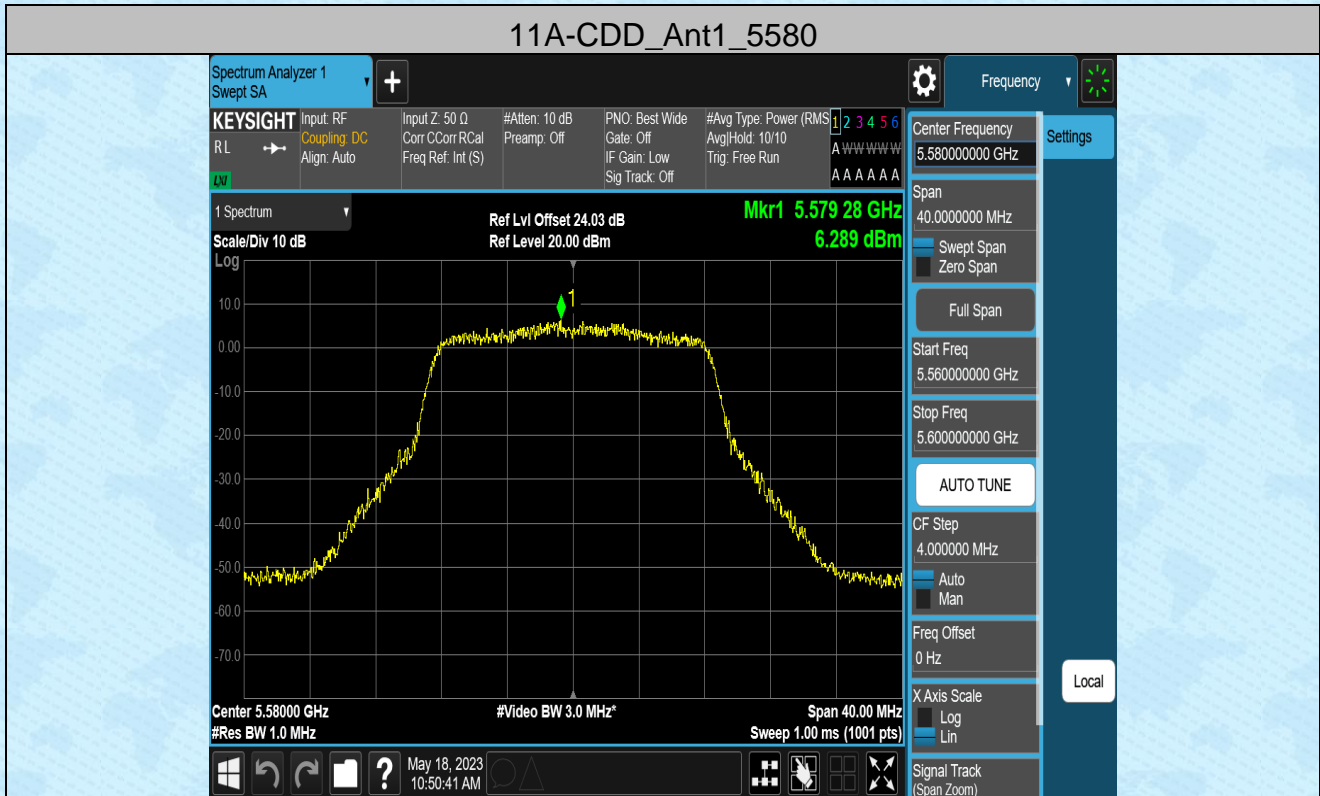 11A-CDD_Ant1_5580
Spectrum Analyzer 1
Swept SA
Frequency
KEYSIGHT
RL
LXI
Input: RF
Coupling: DC
Align: Auto
Input Z: 50 Ω
Corr CCorr RCal
Freq Ref: Int (S)
#Atten: 10 dB
Preamp: Off
PNO: Best Wide
Gate: Off
IF Gain: Low
Sig Track: Off
#Avg Type: Power (RMS
Avg|Hold: 10/10
Trig: Free Run
1 2 3 4 5 6
A W W W W W
A A A A A A
1 Spectrum
Scale/Div 10 dB
Ref Lvl Offset 24.03 dB
Ref Level 20.00 dBm
Mkr1 5.579 28 GHz
6.289 dBm
Log
10.0
0.00
-10.0
-20.0
-30.0
-40.0
-50.0
-60.0
-70.0
1
Center 5.58000 GHz
#Res BW 1.0 MHz
#Video BW 3.0 MHz*
Span 40.00 MHz
Sweep 1.00 ms (1001 pts)
Center Frequency
5.580000000 GHz
Span
40.0000000 MHz
Swept Span
Zero Span
Full Span
Start Freq
5.560000000 GHz
Stop Freq
5.600000000 GHz
AUTO TUNE
CF Step
4.000000 MHz
Auto
Man
Freq Offset
0 Hz
X Axis Scale
Log
Lin
Signal Track
(Span Zoom)
Settings
Local
?
May 18, 2023
10:50:41 AM